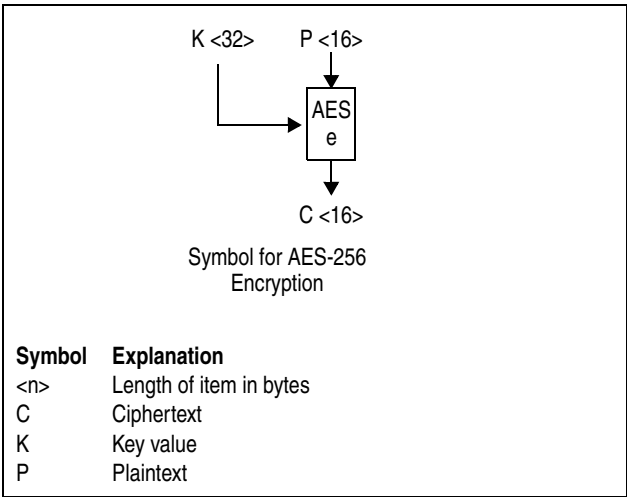 K <32> P <16>
AES
e
C <16>
Symbol for AES-256
Encryption
Symbol Explanation
<n> Length of item in bytes
C Ciphertext
K Key value
P Plaintext